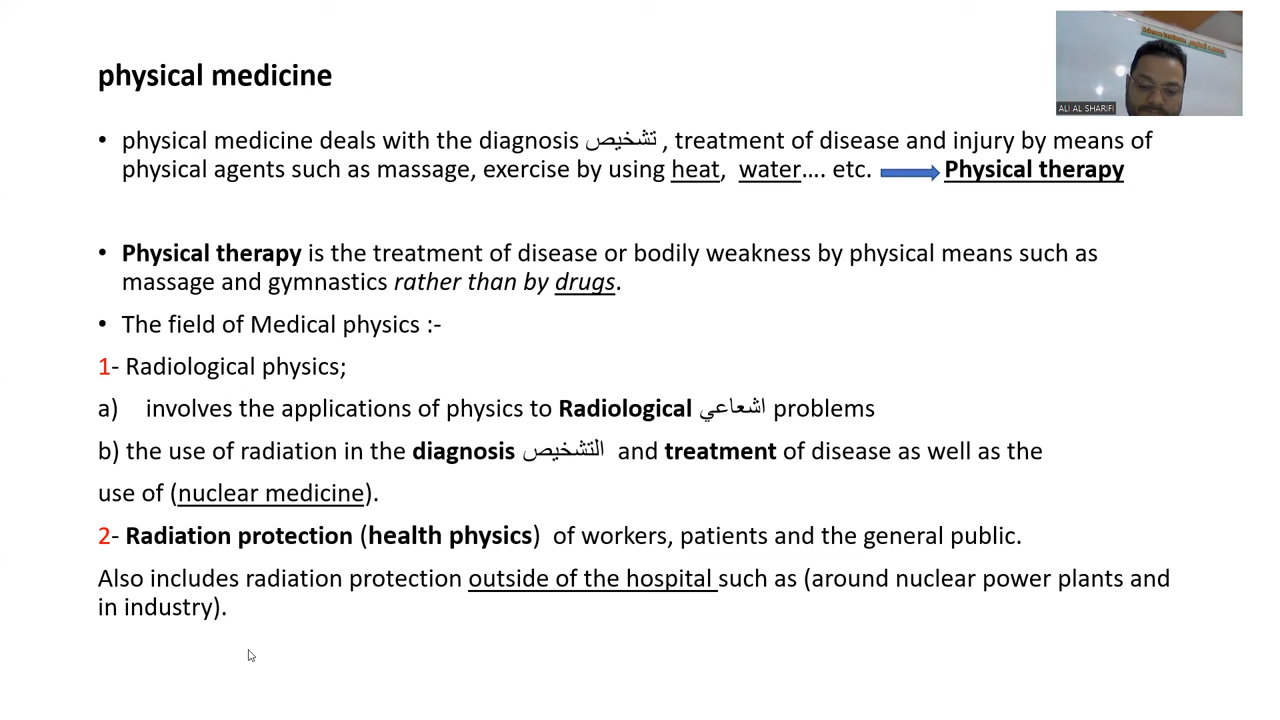 physical medicine
ALI AL SHARIFI
• physical medicine deals with the diagnosis تشخيص , treatment of disease and injury by means of
physical agents such as massage, exercise by using heat, water.... etc. Physical therapy
• Physical therapy is the treatment of disease or bodily weakness by physical means such as
massage and gymnastics rather than by drugs.
• The field of Medical physics :-
1- Radiological physics;
a) involves the applications of physics to Radiological اشعاعي problems
b) the use of radiation in the diagnosis التشخيص and treatment of disease as well as the
use of (nuclear medicine).
2- Radiation protection (health physics) of workers, patients and the general public.
Also includes radiation protection outside of the hospital such as (around nuclear power plants and
in industry).